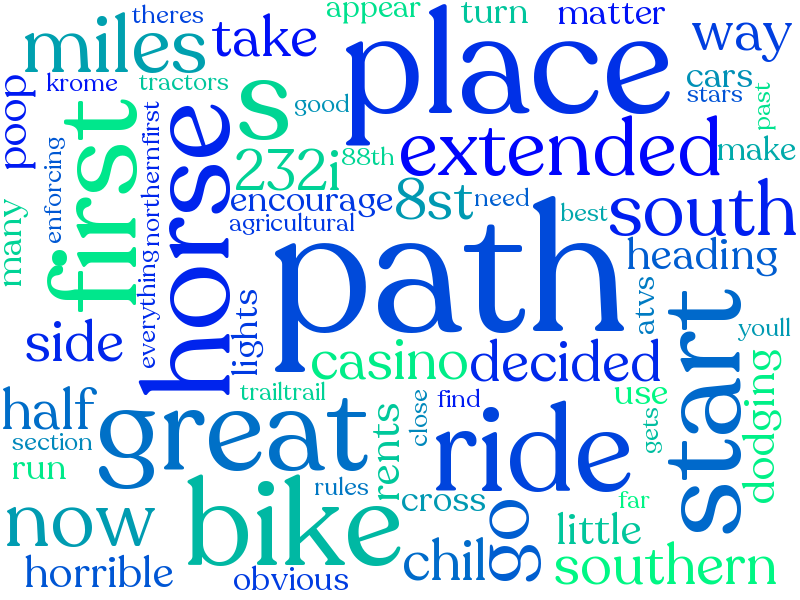 theres
appear
turn
matter
miles
take
place
way
poop
krome
tractors
s
good
cars
stars
past
first
horse
northernfirst
enforcing
232i
88th
extended
make
many
encourage
8st
need
agricultural
best
south
path
heading
everything
lights
atvs
side
casino
decided
start
youll
half
trailtrail
find
use
great
rents
close
ride
gets
dodging
section
run
bike
rules
cross
far
now
go
little
horrible
obvious
chil
southern